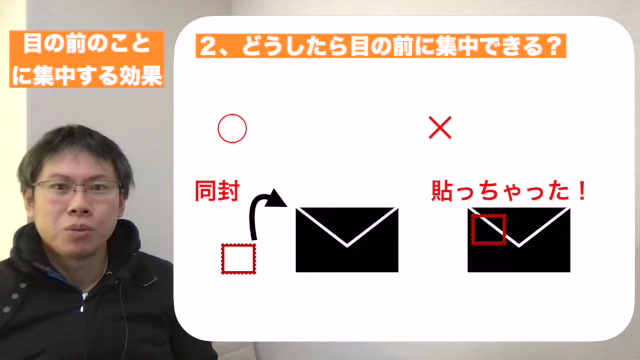 目の前のこと
に集中する効果
２、どうしたら目の前に集中できる？
○
×
同封
貼っちゃった！